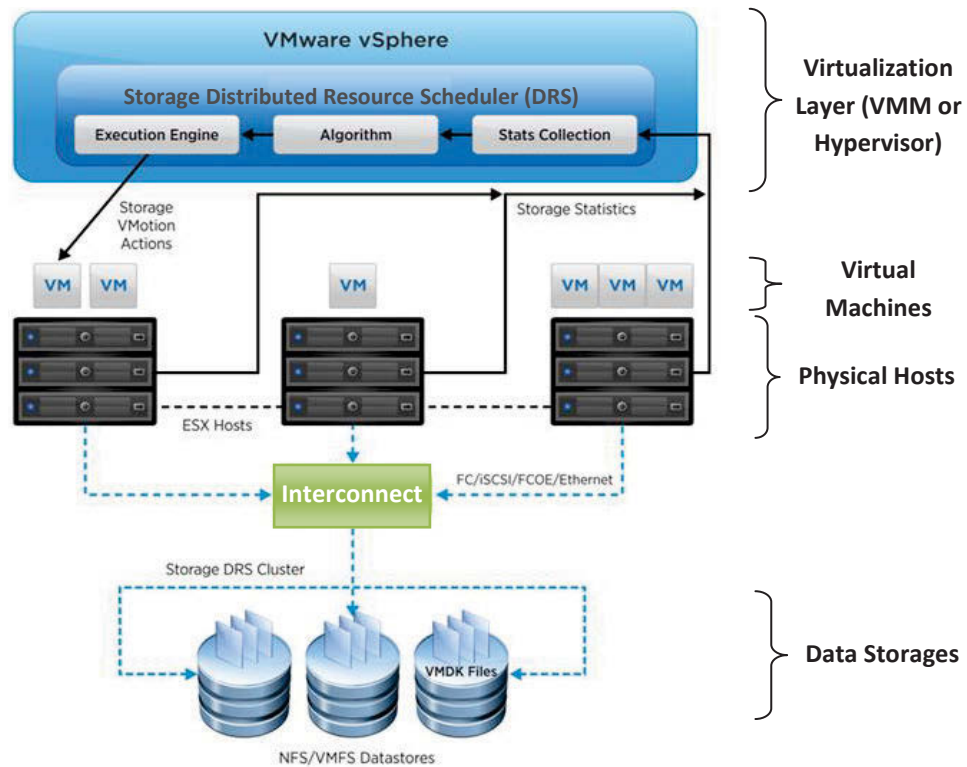 VMware vSphere
Storage Distributed Resource Scheduler (DRS)
Execution Engine
Algorithm
Stats Collection
Virtualization
Layer (VMM or
Hypervisor)
Storage
VMotion
Actions
Storage Statistics
VM
VM
VM
VM
VM
VM
Virtual
Machines
Physical Hosts
ESX Hosts
Interconnect
FC/iSCSI/FCOE/Ethernet
Storage DRS Cluster
VMDK Files
Data Storages
NFS/VMFS Datastores